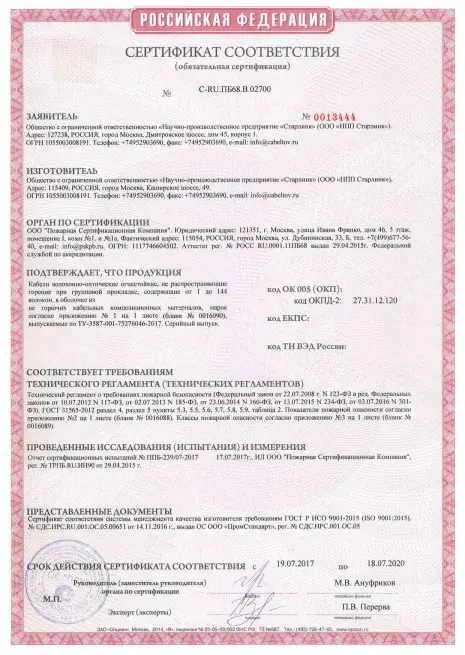 РОССИЙСКАЯ ФЕДЕРАЦИЯ
СЕРТИФИКАТ СООТВЕТСТВИЯ
(обязательная сертификация)
№ C-RU.ПБ68.В.02700
ЗАЯВИТЕЛЬ № 0013444
Общество с ограниченной ответственностью «Научно-производственное предприятие «Старлинк» (ООО «НПП Старлинк»).
Адрес: 127238, РОССИЯ, город Москва, Дмитровское шоссе, дом 45, корпус 1.
ОГРН 1055003008191. Телефон: +74952903690, факс: +74952903690, e-mail: info@cabeltov.ru
ИЗГОТОВИТЕЛЬ
Общество с ограниченной ответственностью «Научно-производственное предприятие «Старлинк» (ООО «НПП Старлинк»).
Адрес: 115409, РОССИЯ, город Москва, Каширское шоссе, 49.
ОГРН 1055003008191. Телефон: +74952903690, факс: +74952903690, e-mail: info@cabeltov.ru
ОРГАН ПО СЕРТИФИКАЦИИ
ООО "Пожарная Сертификационная Компания". Юридический адрес: 121351, г. Москва, улица Ивана Франко, дом 46, 5 этаж,
помещение I, комн №1. и №1а. Фактический адрес: 115054, РОССИЯ, город Москва ул. Дубининская, 33, Б, тел.+7(499)677-56-
40, e-mail: info@pskpb.ru, ОГРН: 1117746604502. Аттестат рег. № РОСС RU.0001.11ПБ68 выдан 29.04.2015г. Федеральной
службой по аккредитации.
ПОДТВЕРЖДАЕТ, ЧТО ПРОДУКЦИЯ
Кабели волоконно-оптические огнестойкие, не распространяющие
горение при групповой прокладке, содержащие от 1 до 144
волокон, в оболочке из
не горючих кабельных композиционных материалов, марок
согласно приложению № 1 на 1 листе (бланк № 0016090),
выпускаемые по ТУ-3587-001-75276046-2017. Серийный выпуск.
код ОК 005 (ОКП):
код ОКПД-2: 27.31.12.120
код ЕКПС:
код ТН ВЭД России:
СООТВЕТСТВУЕТ ТРЕБОВАНИЯМ
ТЕХНИЧЕСКОГО РЕГЛАМЕНТА (ТЕХНИЧЕСКИХ РЕГЛАМЕНТОВ)
Технический регламент о требованиях пожарной безопасности (Федеральный закон от 22.07.2008 г. N 123-ФЗ в ред. Федеральных
законов от 10.07.2012 N 117-ФЗ, от 02.07.2013 N 185-ФЗ, от 23.06.2014 N 160-ФЗ, от 13.07.2015 N 234-ФЗ, от 03.07.2016 N 301-
ФЗ). ГОСТ 31565-2012 раздел 4, раздел 5 пункты 5.3, 5.5, 5.6, 5.7, 5.8, 5.9, таблица 2. Показатели пожарной опасности согласно
приложению №2 на 1 листе (бланк № 0016088). Классы пожарной опасности согласно приложению №3 на 1 листе (бланк №
0016089).
ПРОВЕДЕННЫЕ ИССЛЕДОВАНИЯ (ИСПЫТАНИЯ) И ИЗМЕРЕНИЯ
Отчет сертификационных испытаний № ППБ-239/07-2017 17.07.2017г., ИЛ ООО "Пожарная Сертификационная Компания",
рег. № ТРПБ.RU.ИН90 от 29.04.2015 г.
ПРЕДСТАВЛЕННЫЕ ДОКУМЕНТЫ
Сертификат соответствия системы менеджмента качества изготовителя требованиям ГОСТ Р ИСО 9001-2015 (ISO 9001:2015),
№ СДС.НРС.RU.001.ОС.05.00651 от 14.11.2016 г., выдан ОС ООО «ПромСтандарт», рег. № СДС.НРС.001.ОС.05
СРОК ДЕЙСТВИЯ СЕРТИФИКАТА СООТВЕТСТВИЯ с 19.07.2017 по 18.07.2020
Руководитель (заместитель руководителя)
органа по сертификации М.В. Ануфриков
М.П.
Эксперт (эксперты) П.В. Перерва